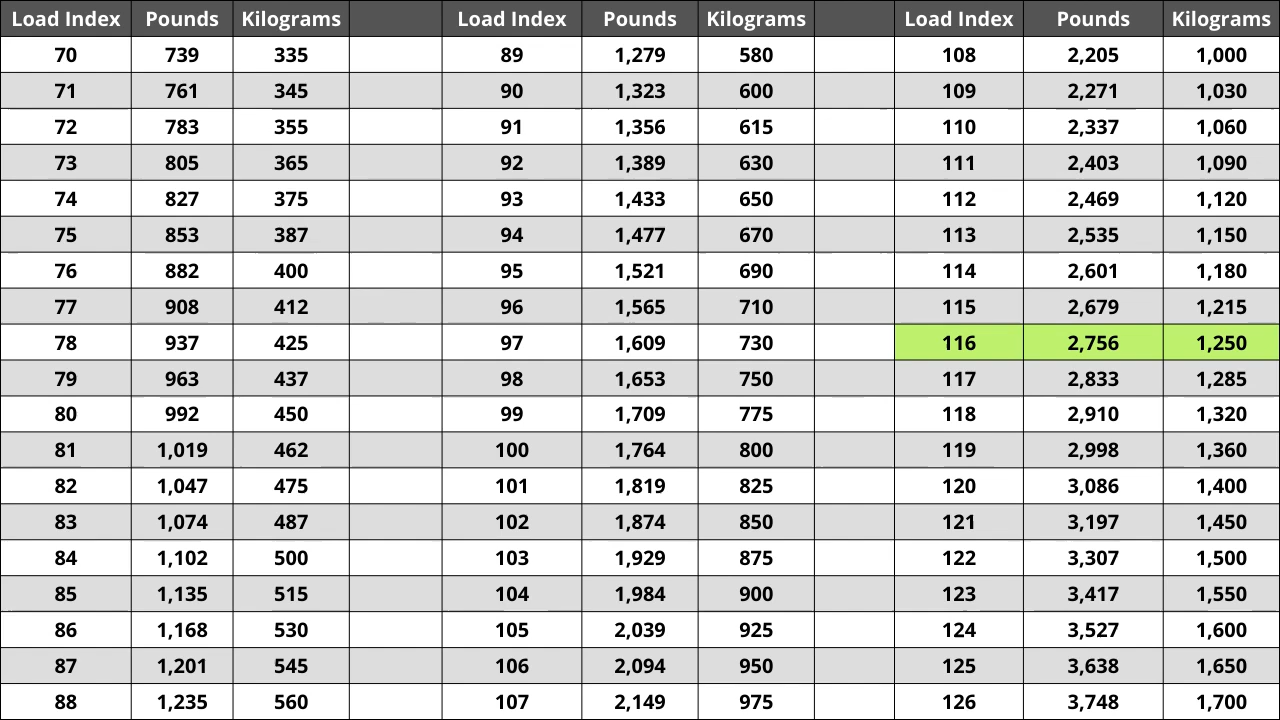 Load Index Pounds Kilograms Load Index Pounds Kilograms Load Index Pounds Kilograms
70 739 335 89 1,279 580 108 2,205 1,000
71 761 345 90 1,323 600 109 2,271 1,030
72 783 355 91 1,356 615 110 2,337 1,060
73 805 365 92 1,389 630 111 2,403 1,090
74 827 375 93 1,433 650 112 2,469 1,120
75 853 387 94 1,477 670 113 2,535 1,150
76 882 400 95 1,521 690 114 2,601 1,180
77 908 412 96 1,565 710 115 2,679 1,215
78 937 425 97 1,609 730 116 2,756 1,250
79 963 437 98 1,653 750 117 2,833 1,285
80 992 450 99 1,709 775 118 2,910 1,320
81 1,019 462 100 1,764 800 119 2,998 1,360
82 1,047 475 101 1,819 825 120 3,086 1,400
83 1,074 487 102 1,874 850 121 3,197 1,450
84 1,102 500 103 1,929 875 122 3,307 1,500
85 1,135 515 104 1,984 900 123 3,417 1,550
86 1,168 530 105 2,039 925 124 3,527 1,600
87 1,201 545 106 2,094 950 125 3,638 1,650
88 1,235 560 107 2,149 975 126 3,748 1,700